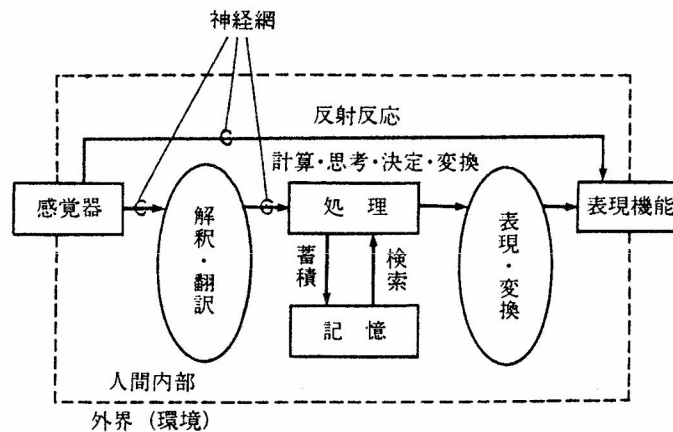 神経網
反射反応
計算・思考・決定・変換
感覚器
解釈・翻訳
処理
表現・変換
表現機能
蓄積
検索
記憶
人間内部
外界(環境)